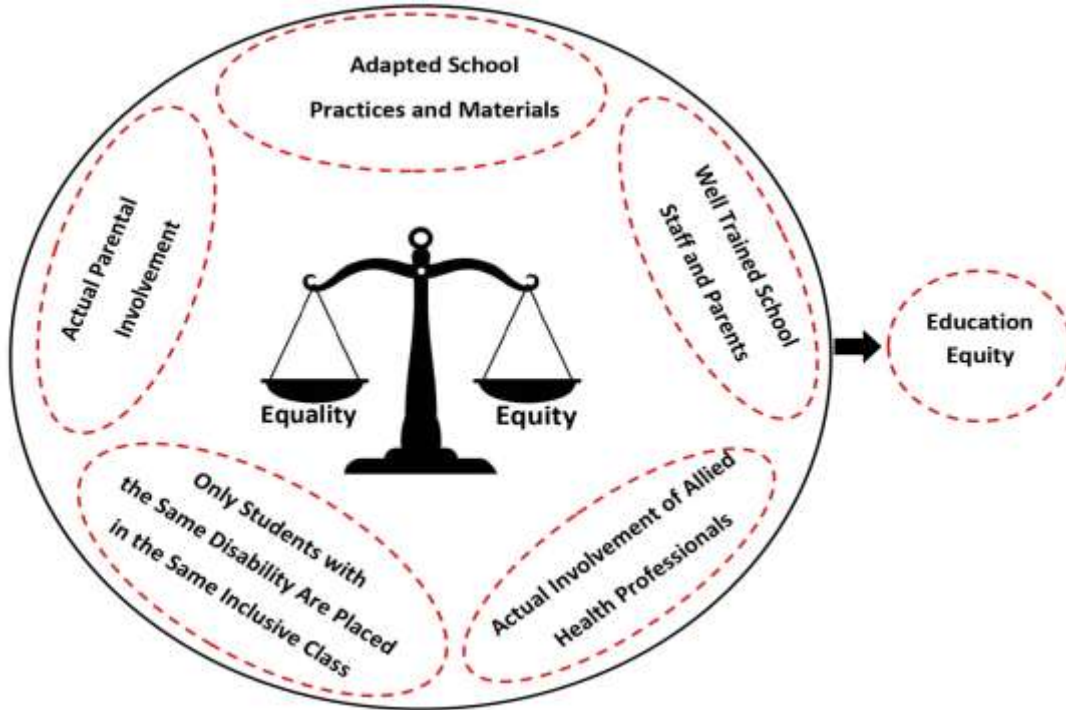 Adapted School
Practices and Materials
Actual Parental
Involvement
Well Trained School
Staff and Parents
Education
Equity
Equality
Equity
Only Students with
the Same Disability Are Placed
in the Same Inclusive Class
Actual Involvement of Allied
Health Professionals